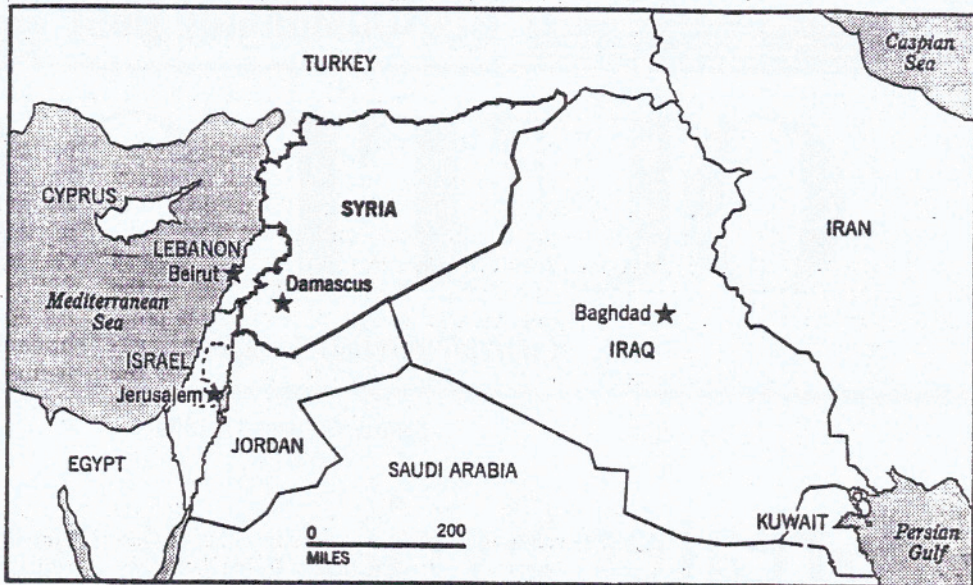 TURKEY
Caspian
Sea
CYPRUS
SYRIA
IRAN
LEBANON
Beirut
Damascus
Mediterranean
Sea
Baghdad
IRAQ
ISRAEL
Jerusalem
JORDAN
EGYPT
SAUDI ARABIA
0 200
MILES
KUWAIT
Persian
Gulf